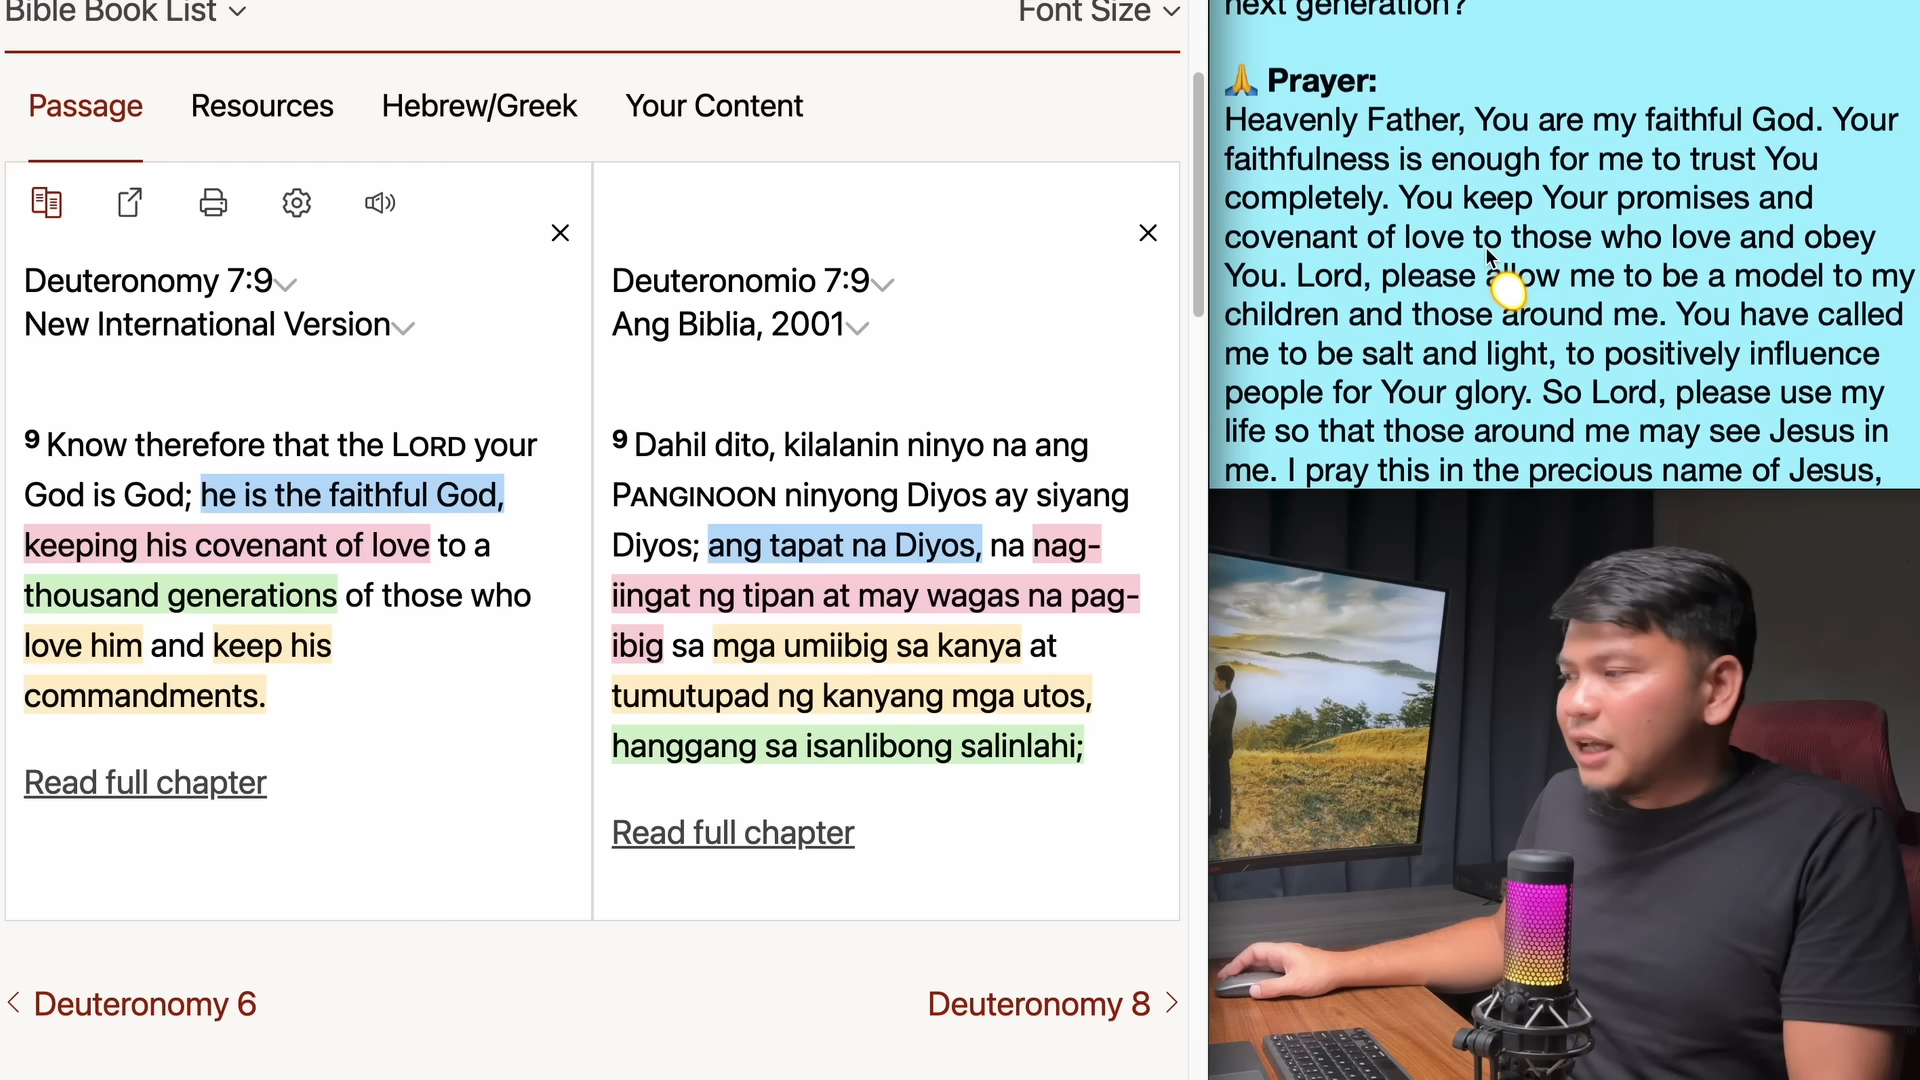 Bible Book List
Font Size
Passage
Resources
Hebrew/Greek
Your Content
Deuteronomy 7:9
New International Version
9 Know therefore that the LORD your
God is God; he is the faithful God,
keeping his covenant of love to a
thousand generations of those who
love him and keep his
commandments.
Read full chapter
Deuteronomio 7:9
Ang Biblia, 2001
9 Dahil dito, kilalanin ninyo na ang
PANGINOON ninyong Diyos ay siyang
Diyos; ang tapat na Diyos, na nag-
iingat ng tipan at may wagas na pag-
ibig sa mga umiibig sa kanya at
tumutupad ng kanyang mga utos,
hanggang sa isanlibong salinlahi;
Read full chapter
Deuteronomy 6
Deuteronomy 8
next generation?
🙏 Prayer:
Heavenly Father, You are my faithful God. Your
faithfulness is enough for me to trust You
completely. You keep Your promises and
covenant of love to those who love and obey
You. Lord, please allow me to be a model to my
children and those around me. You have called
me to be salt and light, to positively influence
people for Your glory. So Lord, please use my
life so that those around me may see Jesus in
me. I pray this in the precious name of Jesus,